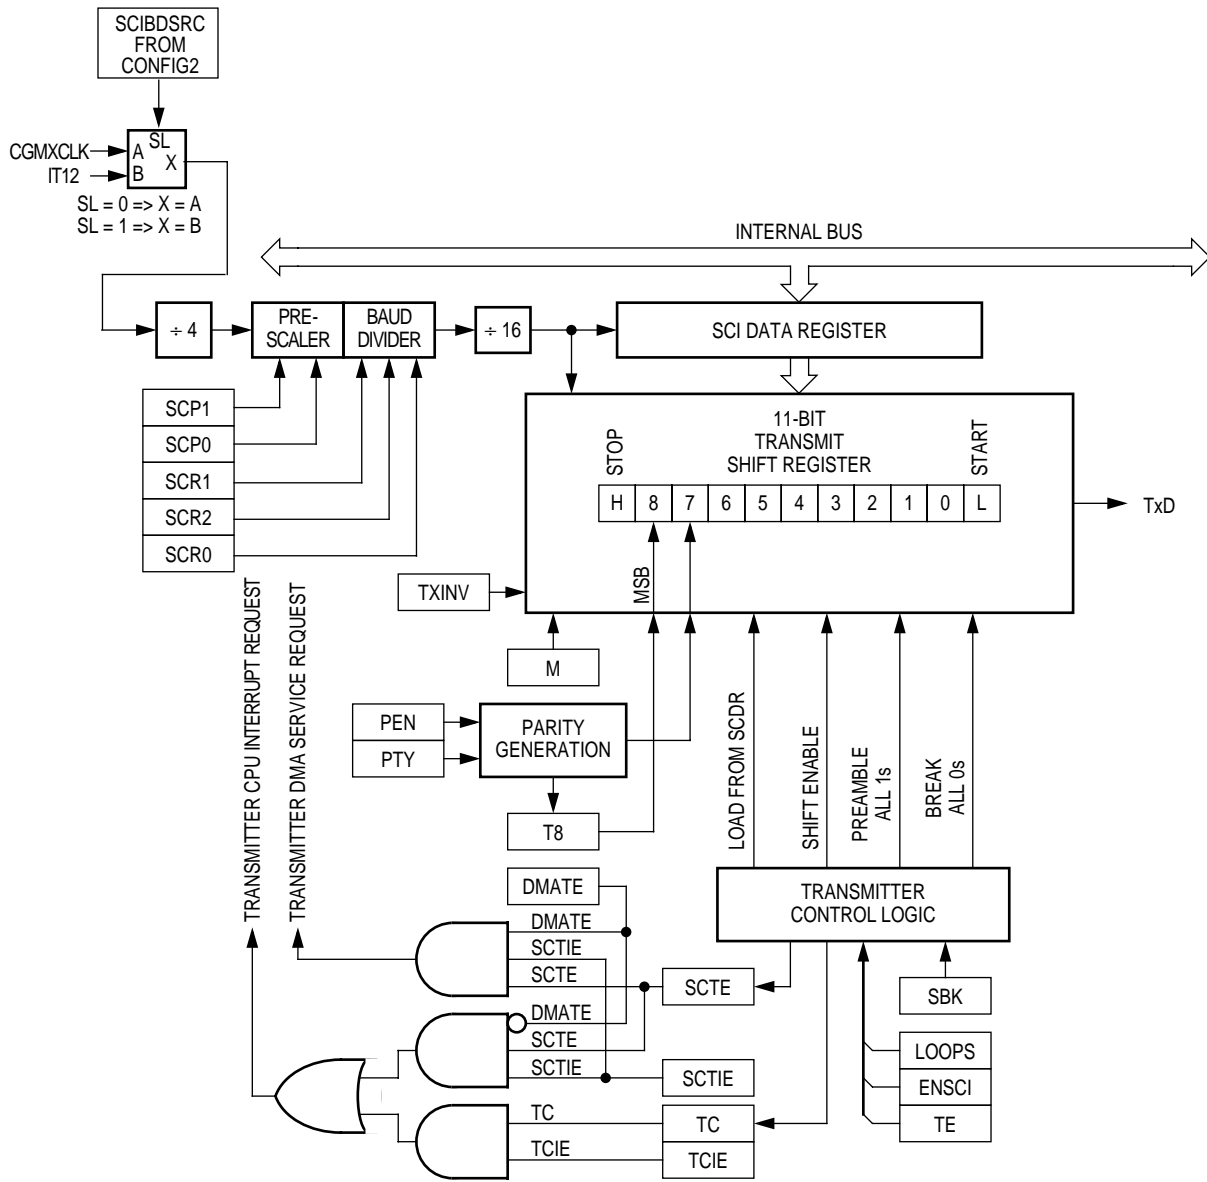 SCIBDSRC
FROM
CONFIG2
SL
CGMXCLK
A
X
IT12
B
SL = 0 => X = A
SL = 1 => X = B
INTERNAL BUS
÷ 4
PRE-
SCALER
BAUD
DIVIDER
÷ 16
SCI DATA REGISTER
SCP1
SCP0
SCR1
SCR2
SCR0
11-BIT
TRANSMIT
SHIFT REGISTER
STOP
START
H 8 7 6 5 4 3 2 1 0 L
TxD
MSB
TXINV
M
TRANSMITTER CPU INTERRUPT REQUEST
TRANSMITTER DMA SERVICE REQUEST
PEN
PTY
PARITY
GENERATION
T8
LOAD FROM SCDR
SHIFT ENABLE
PREAMBLE
ALL 1s
BREAK
ALL 0s
TRANSMITTER
CONTROL LOGIC
DMATE
DMATE
SCTIE
SCTE
SCTE
SBK
DMATE
SCTE
SCTIE
SCTIE
LOOPS
ENSCI
TE
TC
TC
TCIE
TCIE